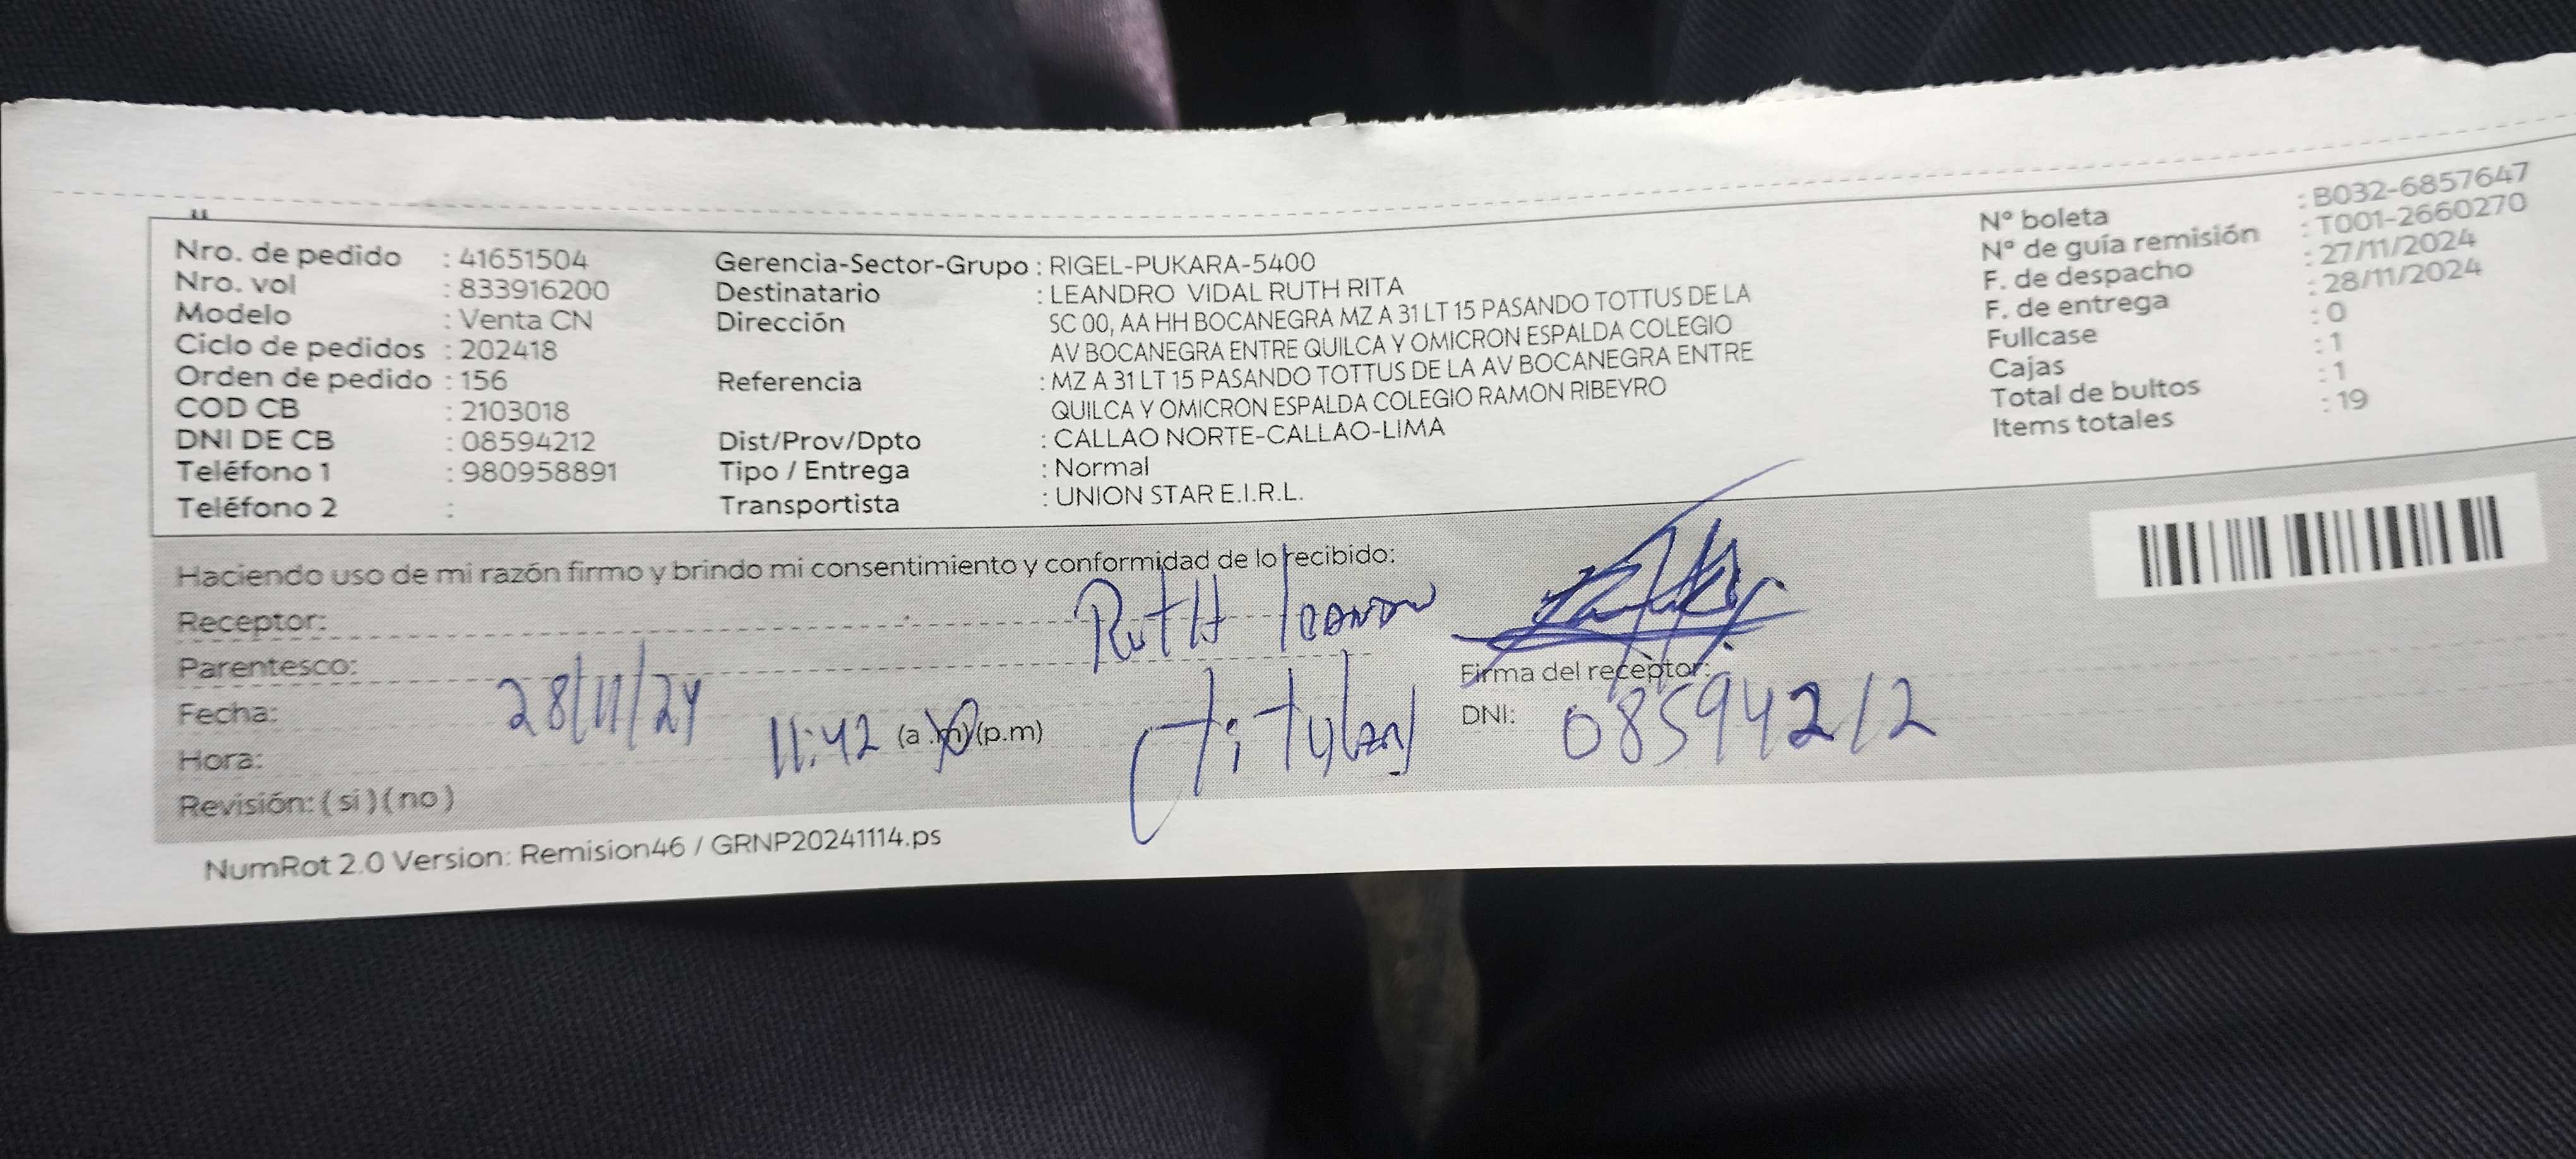 Nro. de pedido : 41651504
Nro. vol : 833916200
Modelo : Venta CN
Ciclo de pedidos : 202418
Orden de pedido : 156
COD CB : 2103018
DNI DE CB : 08594212
Teléfono 1 : 980958891
Teléfono 2 :
Gerencia-Sector-Grupo : RIGEL-PUKARA-5400
Destinatario : LEANDRO VIDAL RUTH RITA
Dirección SC 00, AA HH BOCANEGRA MZ A 31 LT 15 PASANDO TOTTUS DE LA
AV BOCANEGRA ENTRE QUILCA Y OMICRON ESPALDA COLEGIO
Referencia : MZ A 31 LT 15 PASANDO TOTTUS DE LA AV BOCANEGRA ENTRE
QUILCA Y OMICRON ESPALDA COLEGIO RAMON RIBEYRO
Dist/Prov/Dpto : CALLAO NORTE-CALLAO-LIMA
Tipo / Entrega : Normal
Transportista : UNION STAR E.I.R.L.
Nº boleta : B032-6857647
Nº de guía remisión : T001-2660270
F. de despacho : 27/11/2024
F. de entrega : 28/11/2024
Fullcase : 0
Cajas : 1
Total de bultos : 1
Items totales : 19
Haciendo uso de mi razón firmo y brindo mi consentimiento y conformidad de lo recibido:
Receptor: Ruth Leandro
Parentesco: titular
Fecha: 28/11/24
Hora: 11:42 (a.m) (p.m)
Revisión: ( si ) ( no )
Firma del receptor:
DNI: 08594212
NumRot 2.0 Version: Remision46 / GRNP20241114.ps